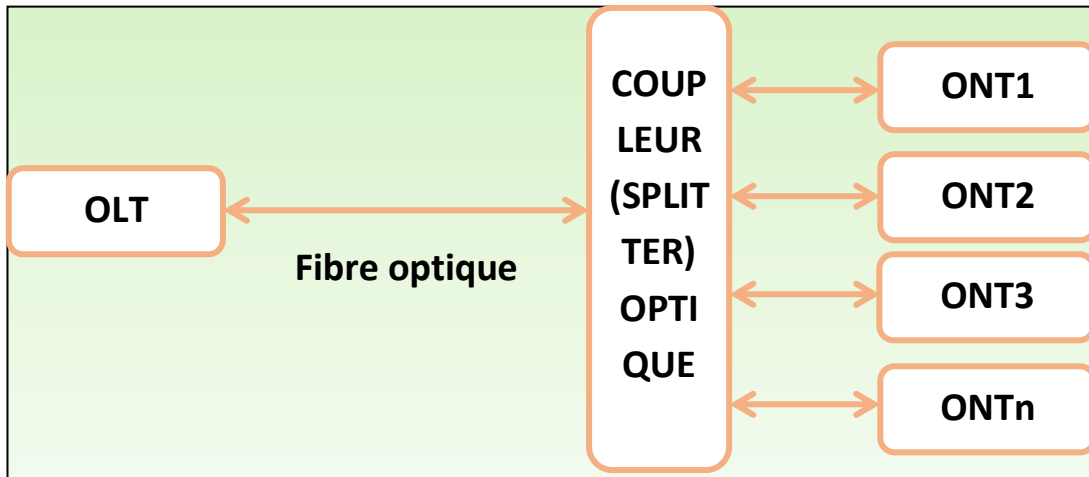 OLT
Fibre optique
COUP
LEUR
(SPLIT
TER)
OPTI
QUE
ONT1
ONT2
ONT3
ONTn